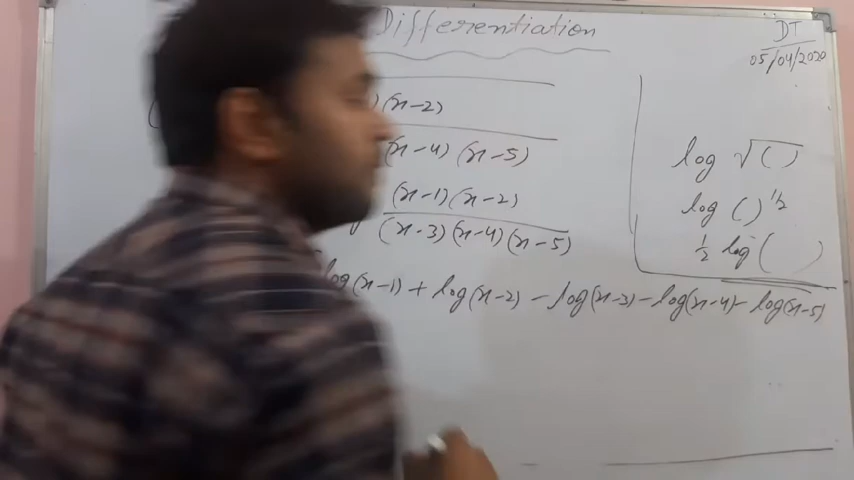 Differentiation
DT
05/04/2020
(x-2)
(x-4) (x-5)
(x-1)(x-2)
(x-3)(x-4)(x-5)
log(x-1) + log(x-2) - log(x-3) - log(x-4) - log(x-5)
log √( )
log ( )^1/2
1/2 log ( )